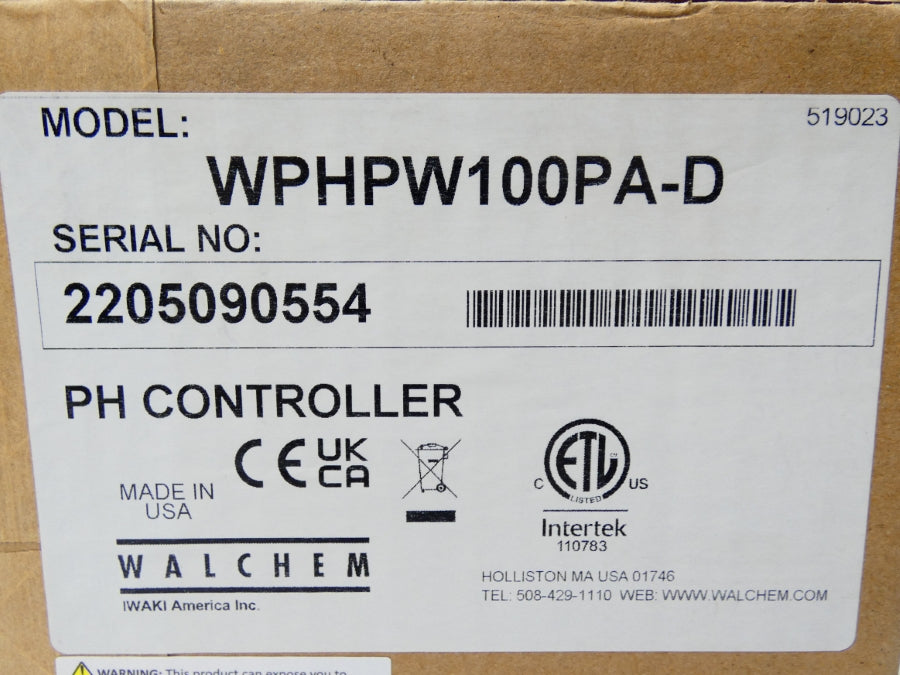 MODEL:
519023
WPHPW100PA-D
SERIAL NO:
2205090554
PH CONTROLLER
CE UK CA
MADE IN
USA
C ETL US
LISTED
Intertek
110783
WALCHEM
IWAKI America Inc.
HOLLISTON MA USA 01746
TEL: 508-429-1110 WEB: WWW.WALCHEM.COM
WARNING: This product can expose you to